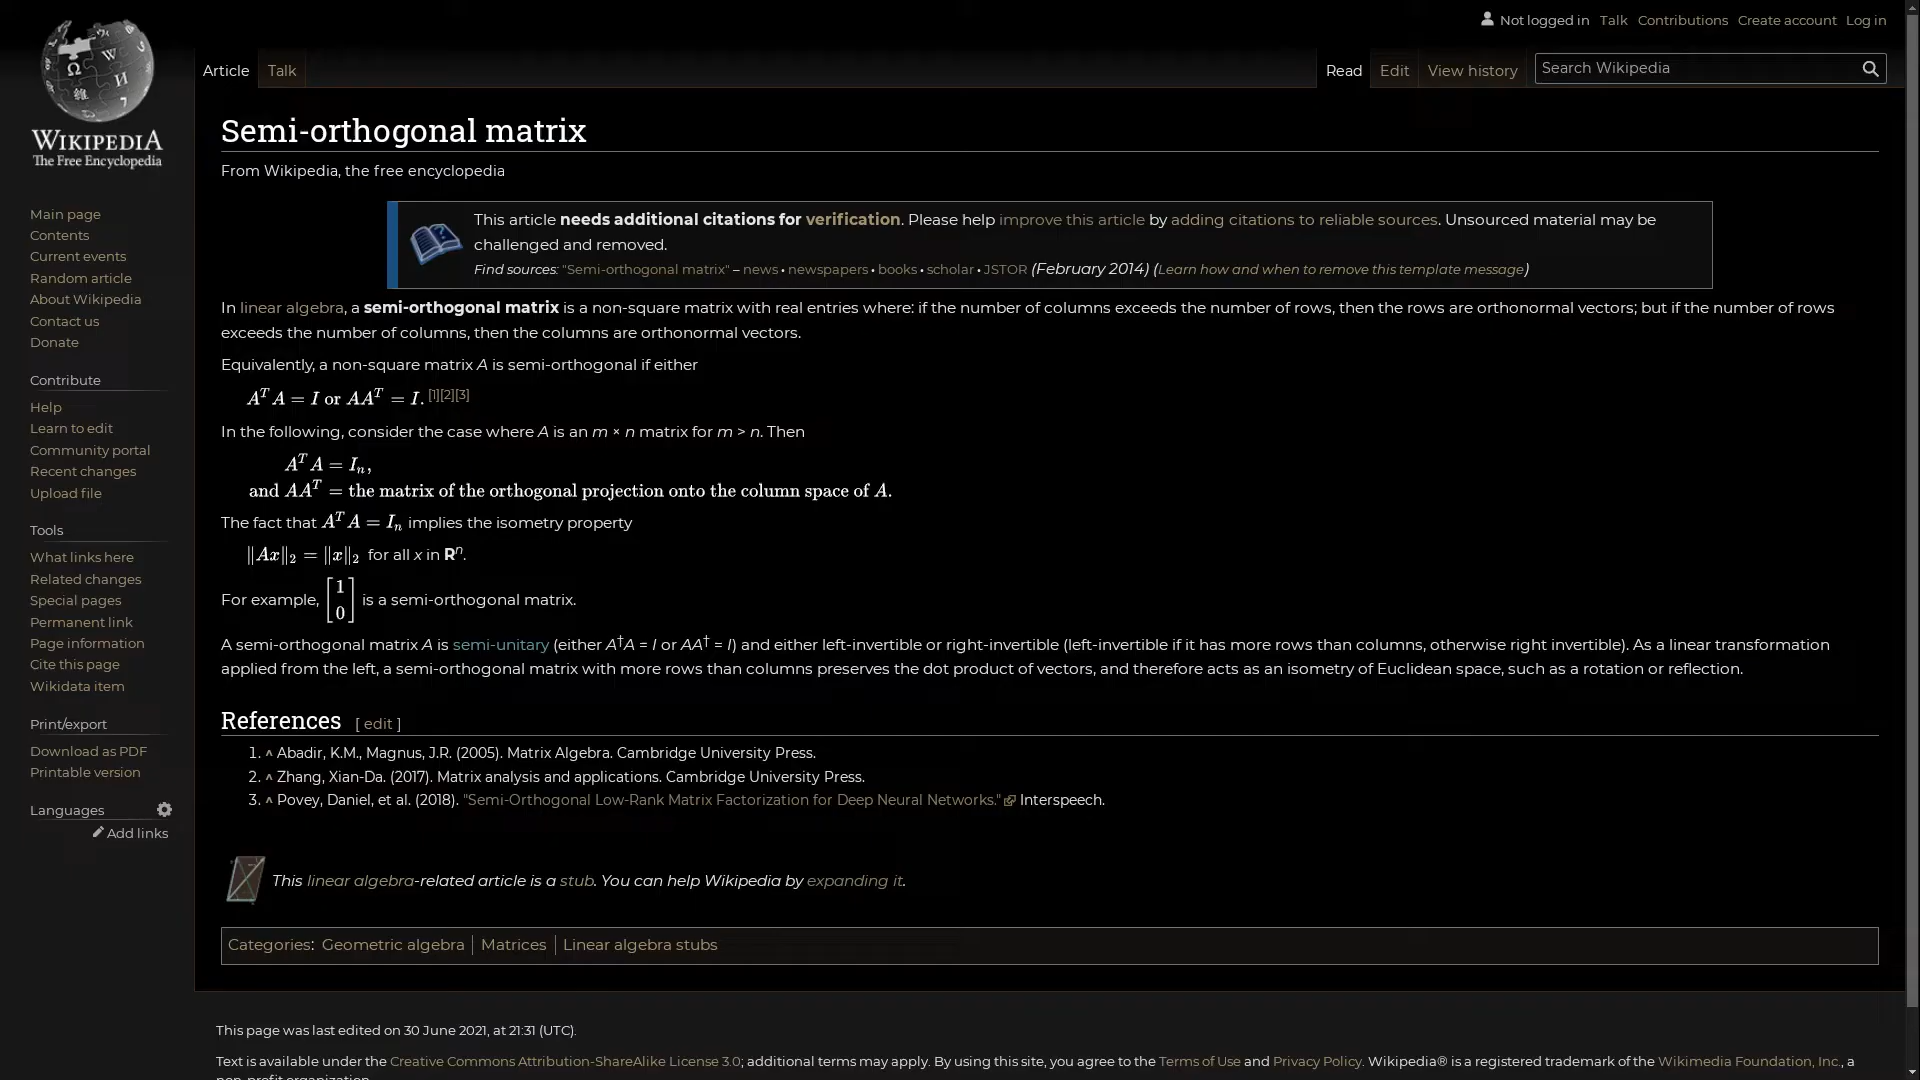 Not logged in Talk Contributions Create account Log in
WIKIPEDIA
The Free Encyclopedia
Article Talk Read Edit View history Search Wikipedia
Semi-orthogonal matrix
From Wikipedia, the free encyclopedia
Main page
Contents
Current events
Random article
About Wikipedia
Contact us
Donate
Contribute
Help
Learn to edit
Community portal
Recent changes
Upload file
Tools
What links here
Related changes
Special pages
Permanent link
Page information
Cite this page
Wikidata item
Print/export
Download as PDF
Printable version
Languages
Add links
This article needs additional citations for verification. Please help improve this article by adding citations to reliable sources. Unsourced material may be
challenged and removed.
Find sources: "Semi-orthogonal matrix" – news • newspapers • books • scholar • JSTOR (February 2014) (Learn how and when to remove this template message)
In linear algebra, a semi-orthogonal matrix is a non-square matrix with real entries where: if the number of columns exceeds the number of rows, then the rows are orthonormal vectors; but if the number of rows
exceeds the number of columns, then the columns are orthonormal vectors.
Equivalently, a non-square matrix A is semi-orthogonal if either
Aᵀ A = I or AAᵀ = I. [1][2][3]
In the following, consider the case where A is an m × n matrix for m > n. Then
Aᵀ A = Iₙ,
and AAᵀ = the matrix of the orthogonal projection onto the column space of A.
The fact that Aᵀ A = Iₙ implies the isometry property
‖Ax‖₂ = ‖x‖₂ for all x in Rⁿ.
For example, [1 0] is a semi-orthogonal matrix.
A semi-orthogonal matrix A is semi-unitary (either A†A = I or AA† = I) and either left-invertible or right-invertible (left-invertible if it has more rows than columns, otherwise right invertible). As a linear transformation
applied from the left, a semi-orthogonal matrix with more rows than columns preserves the dot product of vectors, and therefore acts as an isometry of Euclidean space, such as a rotation or reflection.
References [ edit ]
1. ^ Abadir, K.M., Magnus, J.R. (2005). Matrix Algebra. Cambridge University Press.
2. ^ Zhang, Xian-Da. (2017). Matrix analysis and applications. Cambridge University Press.
3. ^ Povey, Daniel, et al. (2018). "Semi-Orthogonal Low-Rank Matrix Factorization for Deep Neural Networks." Interspeech.
This linear algebra-related article is a stub. You can help Wikipedia by expanding it.
Categories: Geometric algebra | Matrices | Linear algebra stubs
This page was last edited on 30 June 2021, at 21:31 (UTC).
Text is available under the Creative Commons Attribution-ShareAlike License 3.0; additional terms may apply. By using this site, you agree to the Terms of Use and Privacy Policy. Wikipedia® is a registered trademark of the Wikimedia Foundation, Inc., a
non-profit organization.